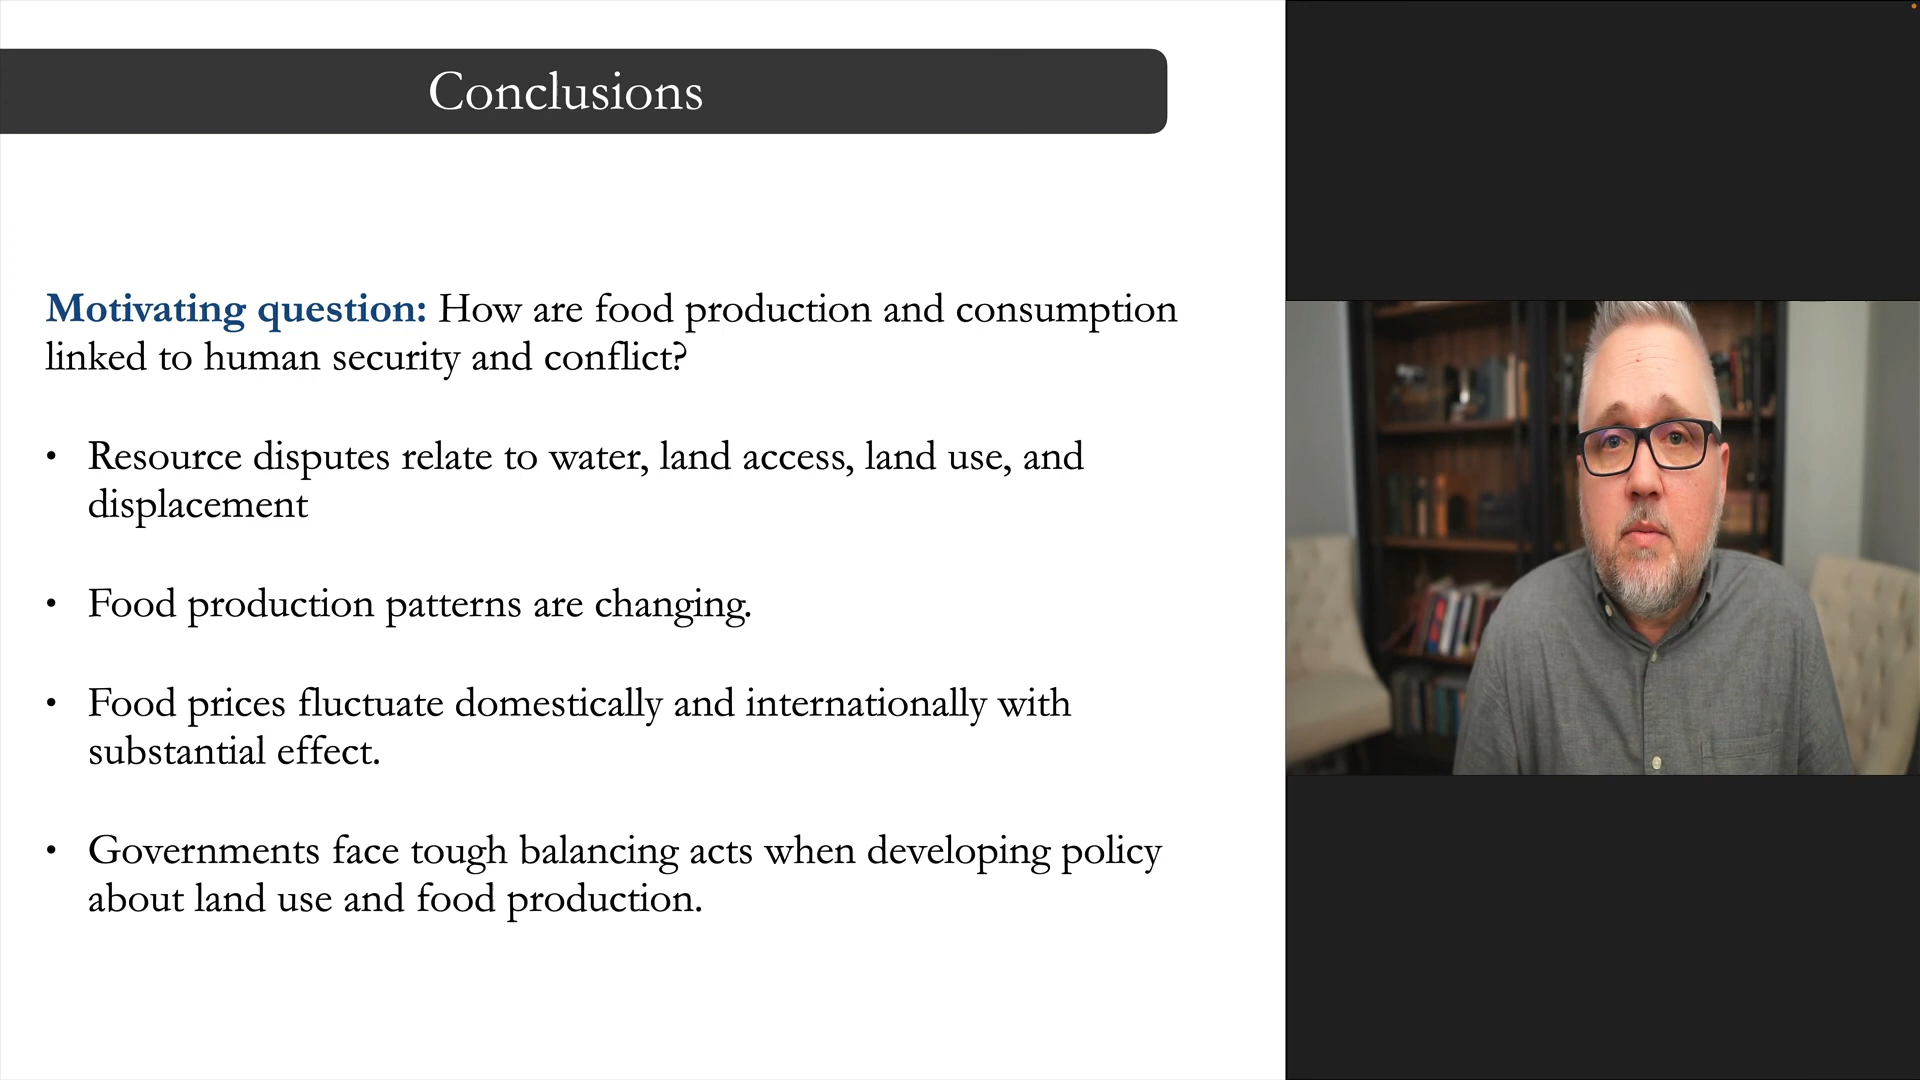 Conclusions
Motivating question: How are food production and consumption
linked to human security and conflict?
• Resource disputes relate to water, land access, land use, and
displacement
• Food production patterns are changing.
• Food prices fluctuate domestically and internationally with
substantial effect.
• Governments face tough balancing acts when developing policy
about land use and food production.